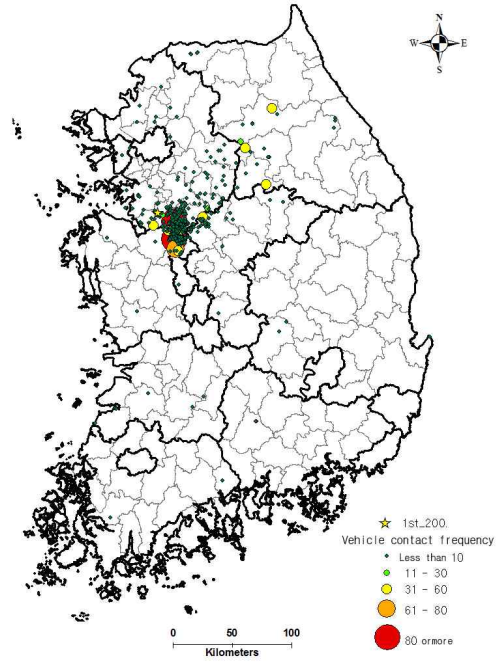 N
W E
S
1st_200.
Vehicle contact frequency
Less than 10
11 - 30
31 - 60
61 - 80
80 ormore
0 50 100
Kilometers